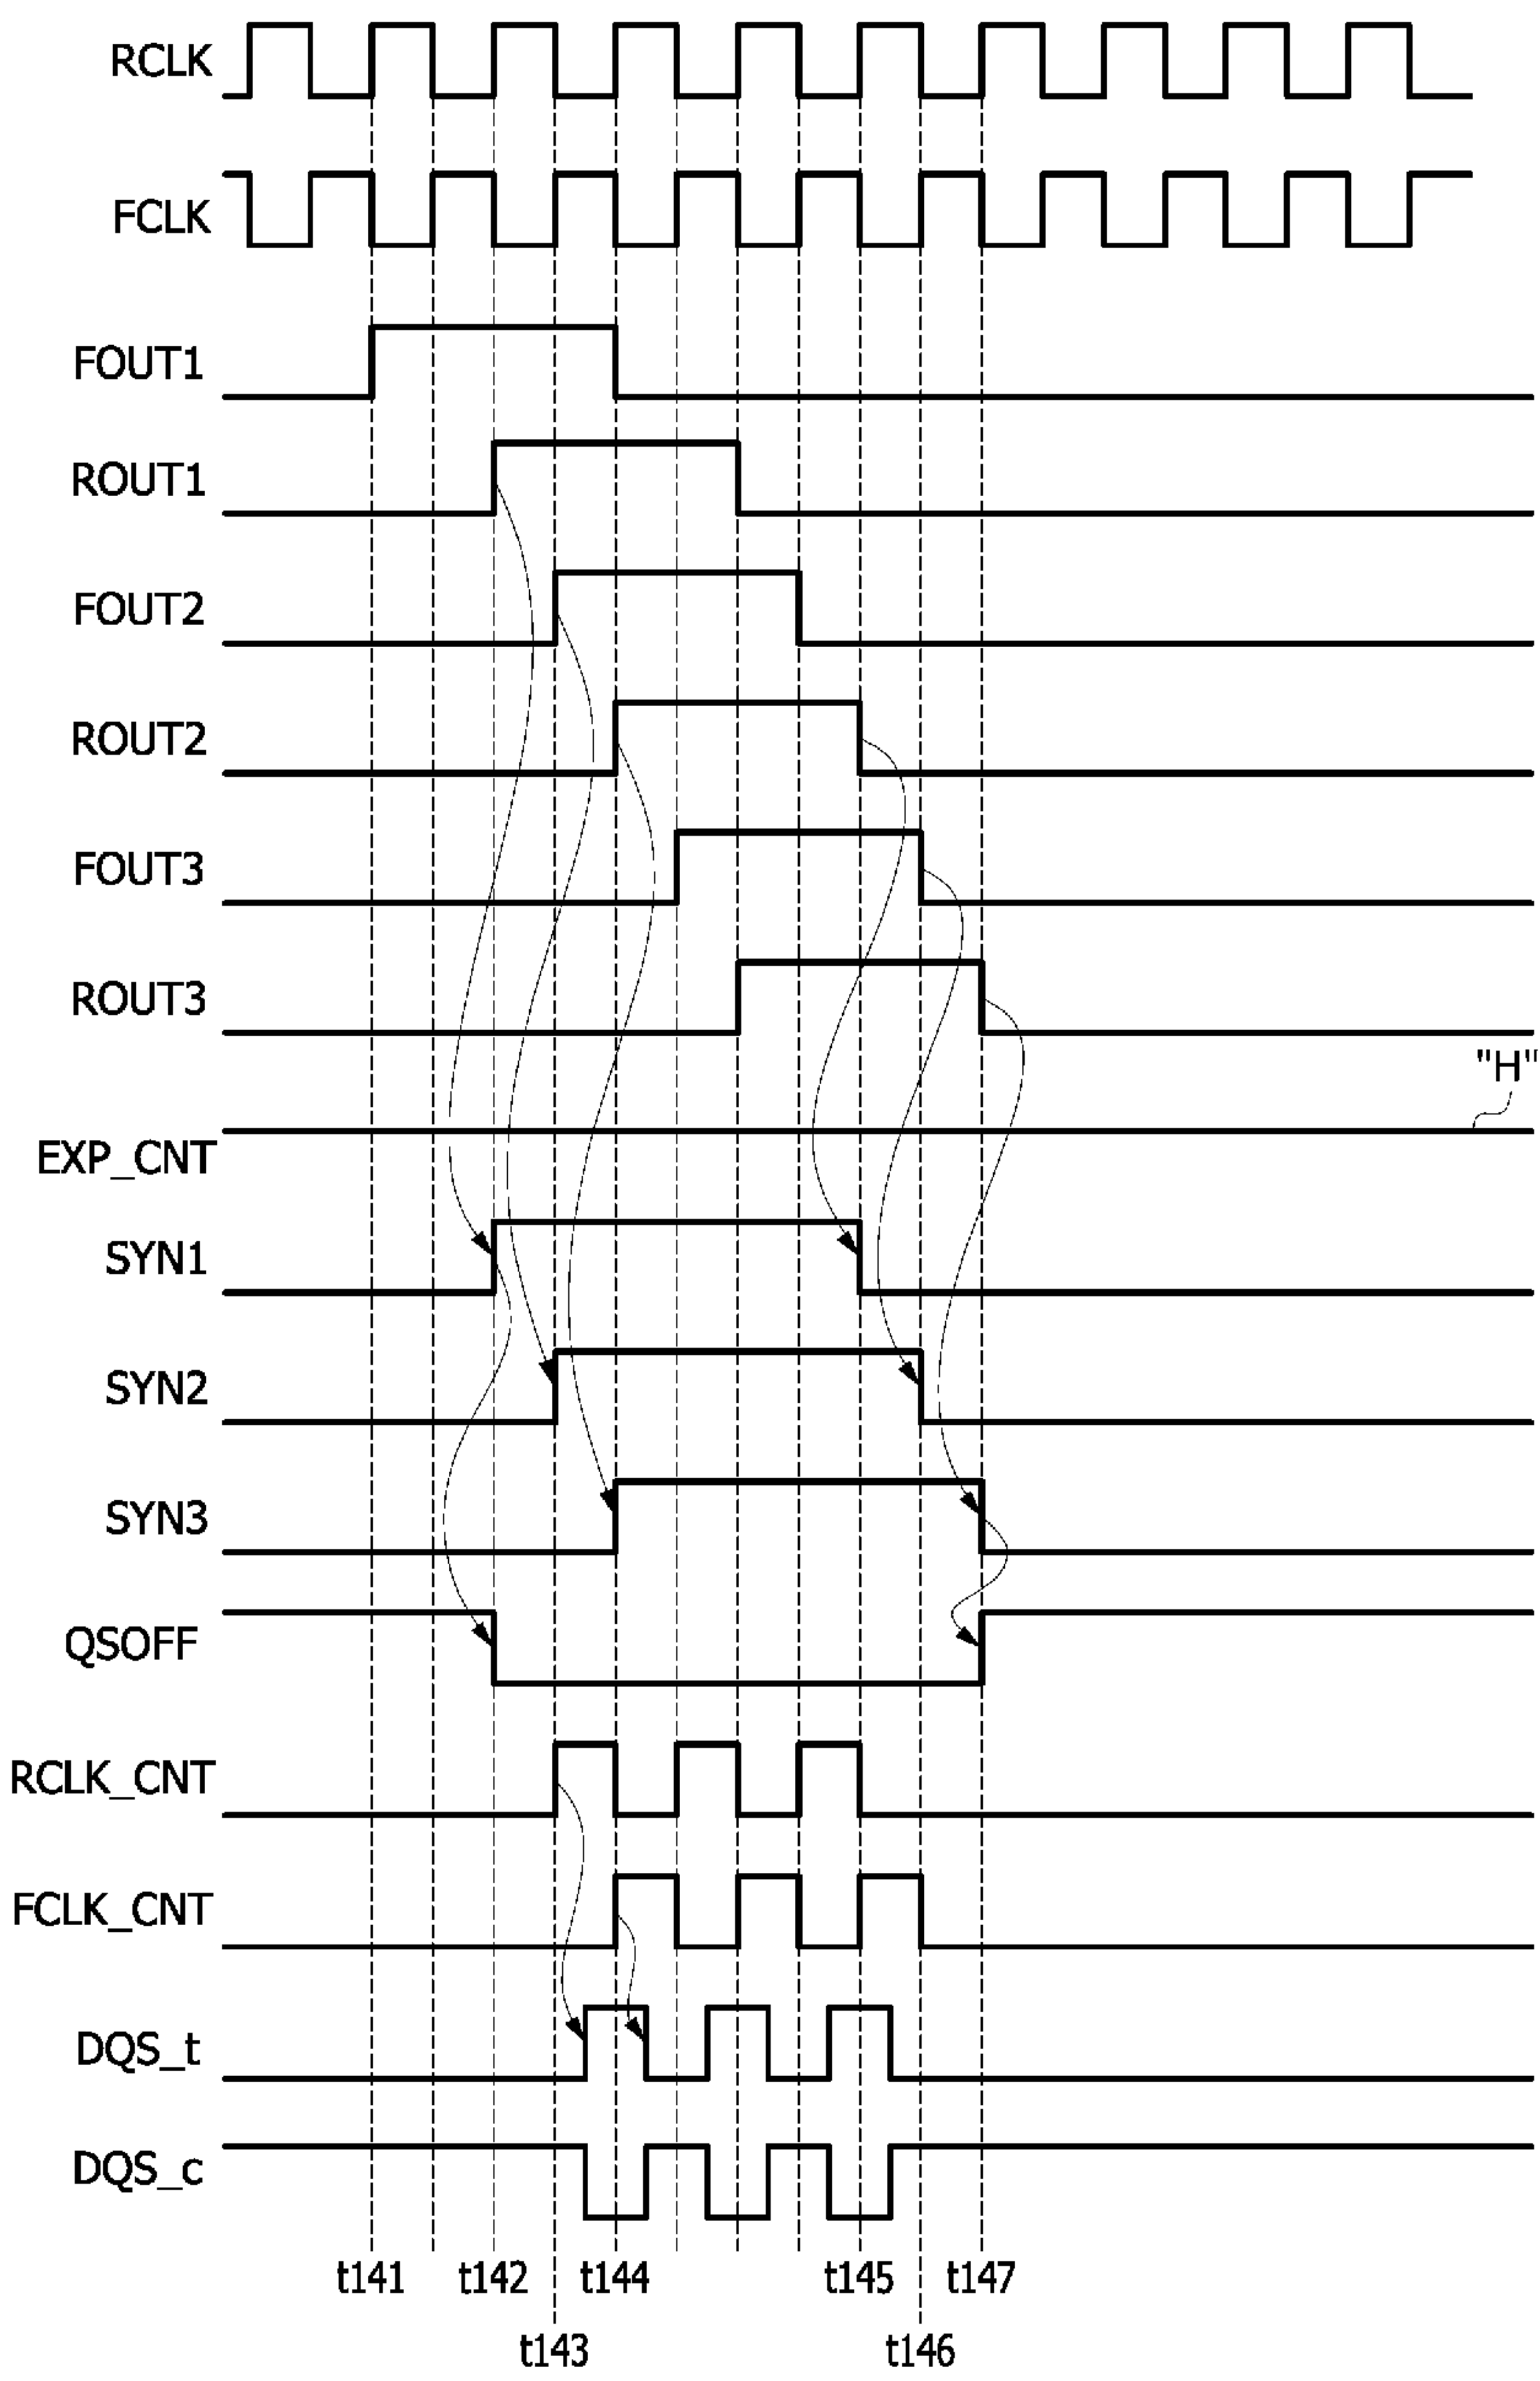 RCLK
FCLK
FOUT1
ROUT1
FOUT2
ROUT2
FOUT3
ROUT3
"H"
EXP_CNT
SYN1
SYN2
SYN3
QSOFF
RCLK_CNT
FCLK_CNT
DQS_t
DQS_c
t141 t142 t144 t145 t147
t143 t146